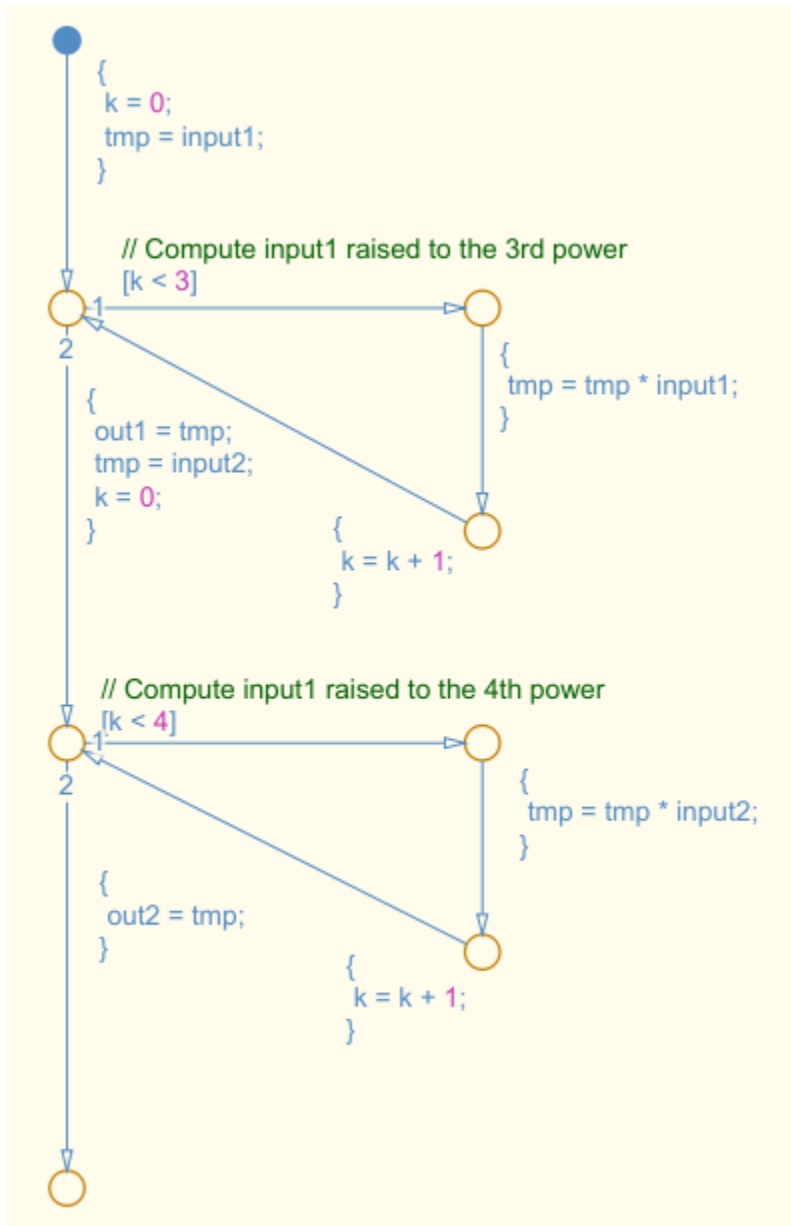 {
k = 0;
tmp = input1;
}
// Compute input1 raised to the 3rd power
[k < 3]
1
2
{
tmp = tmp * input1;
}
{
out1 = tmp;
tmp = input2;
k = 0;
}
{
k = k + 1;
}
// Compute input1 raised to the 4th power
[k < 4]
1
2
{
tmp = tmp * input2;
}
{
out2 = tmp;
}
{
k = k + 1;
}